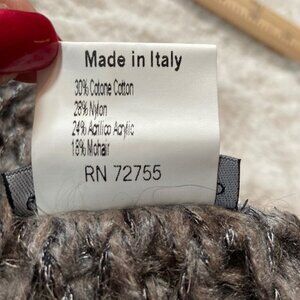 Made in Italy
30% Cotone Cotton
28% Nylon
24% Acrilico Acrylic
18% Mohair
RN 72755